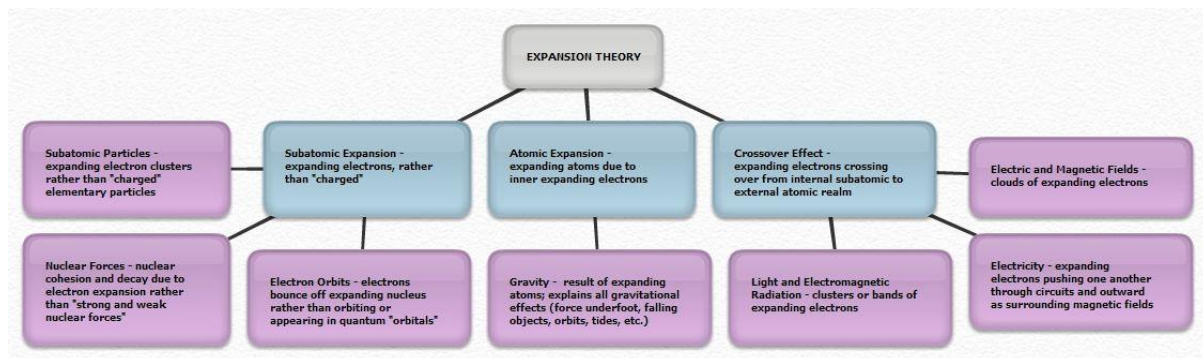 EXPANSION THEORY
Subatomic Particles -
expanding electron clusters
rather than "charged"
elementary particles
Subatomic Expansion -
expanding electrons, rather
than "charged"
Atomic Expansion -
expanding atoms due to
inner expanding electrons
Crossover Effect -
expanding electrons crossing
over from internal subatomic to
external atomic realm
Electric and Magnetic Fields -
clouds of expanding electrons
Nuclear Forces - nuclear
cohesion and decay due to
electron expansion rather
than "strong and weak
nuclear forces"
Electron Orbits - electrons
bounce off expanding nucleus
rather than orbiting or
appearing in quantum "orbitals"
Gravity - result of expanding
atoms; explains all gravitational
effects (force underfoot, falling
objects, orbits, tides, etc.)
Light and Electromagnetic
Radiation - clusters or bands of
expanding electrons
Electricity - expanding
electrons pushing one another
through circuits and outward
as surrounding magnetic fields